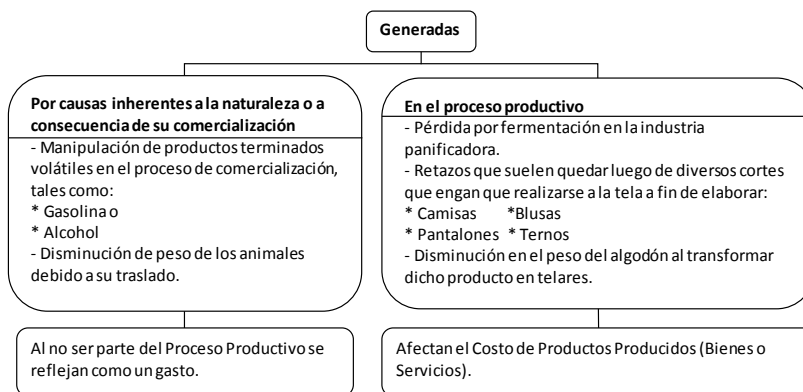 Generadas
Por causas inherentes a la naturaleza o a
consecuencia de su comercialización
- Manipulación de productos terminados
volátiles en el proceso de comercialización,
tales como:
* Gasolina o
* Alcohol
- Disminución de peso de los animales
debido a su traslado.
Al no ser parte del Proceso Productivo se
reflejan como un gasto.
En el proceso productivo
- Pérdida por fermentación en la industria
panificadora.
- Retazos que suelen quedar luego de diversos cortes
que engan que realizarse a la tela a fin de elaborar:
* Camisas *Blusas
* Pantalones * Ternos
- Disminución en el peso del algodón al transformar
dicho producto en telares.
Afectan el Costo de Productos Producidos (Bienes o
Servicios).